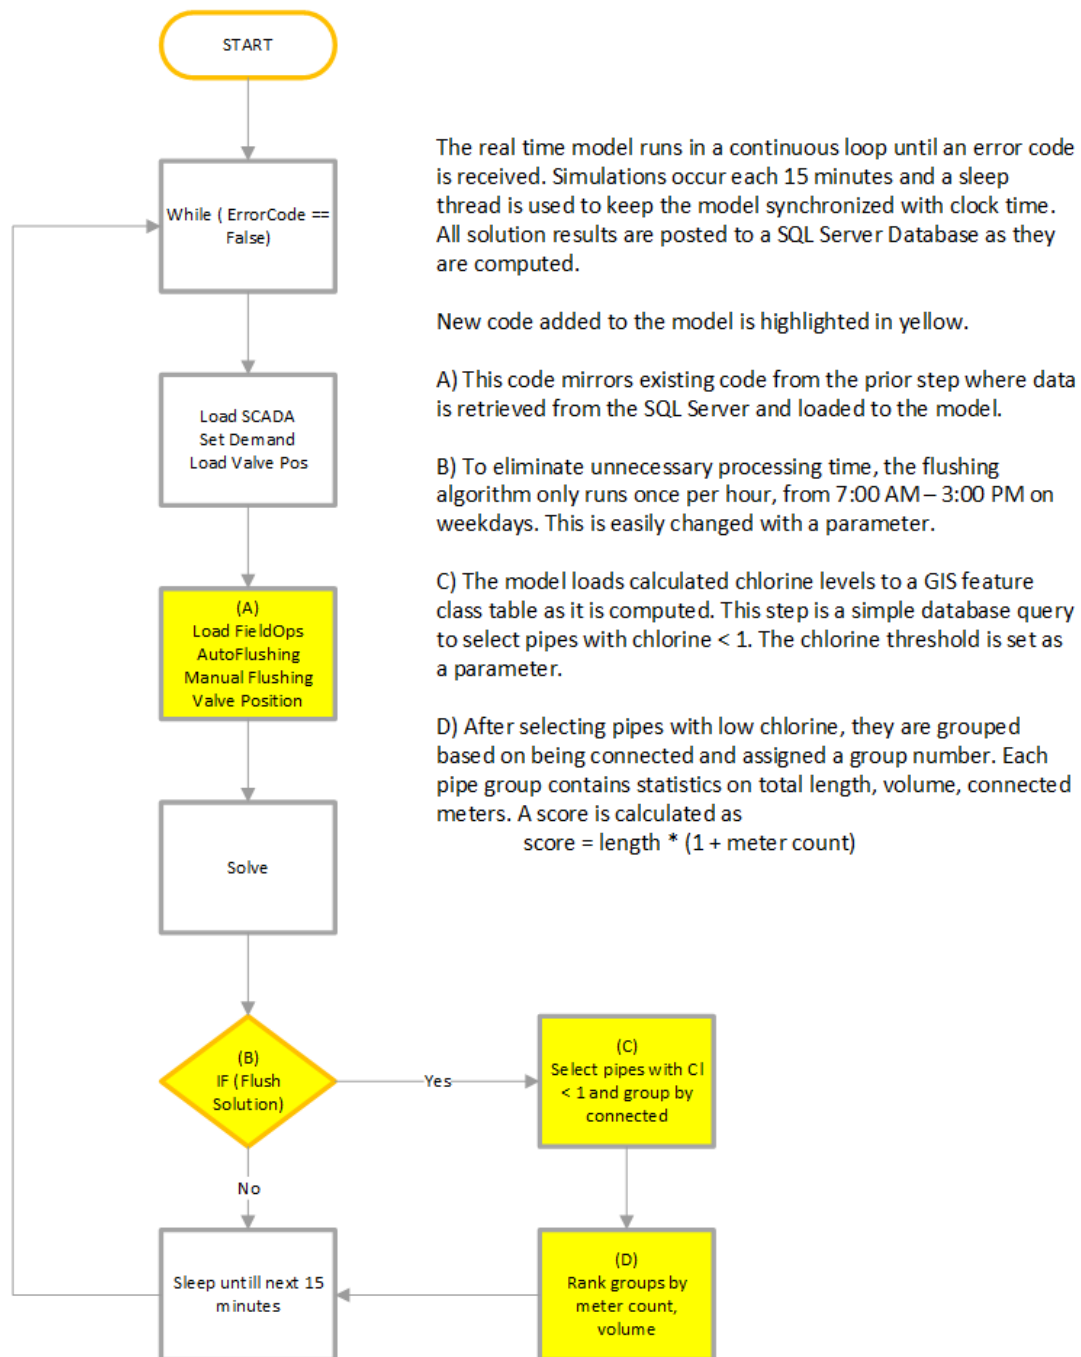 START
While ( ErrorCode ==
False)
Load SCADA
Set Demand
Load Valve Pos
(A)
Load FieldOps
AutoFlushing
Manual Flushing
Valve Position
Solve
(B)
IF (Flush
Solution)
Yes
No
(C)
Select pipes with Cl
< 1 and group by
connected
(D)
Rank groups by
meter count,
volume
Sleep untill next 15
minutes
The real time model runs in a continuous loop until an error code
is received. Simulations occur each 15 minutes and a sleep
thread is used to keep the model synchronized with clock time.
All solution results are posted to a SQL Server Database as they
are computed.
New code added to the model is highlighted in yellow.
A) This code mirrors existing code from the prior step where data
is retrieved from the SQL Server and loaded to the model.
B) To eliminate unnecessary processing time, the flushing
algorithm only runs once per hour, from 7:00 AM – 3:00 PM on
weekdays. This is easily changed with a parameter.
C) The model loads calculated chlorine levels to a GIS feature
class table as it is computed. This step is a simple database query
to select pipes with chlorine < 1. The chlorine threshold is set as
a parameter.
D) After selecting pipes with low chlorine, they are grouped
based on being connected and assigned a group number. Each
pipe group contains statistics on total length, volume, connected
meters. A score is calculated as
score = length * (1 + meter count)